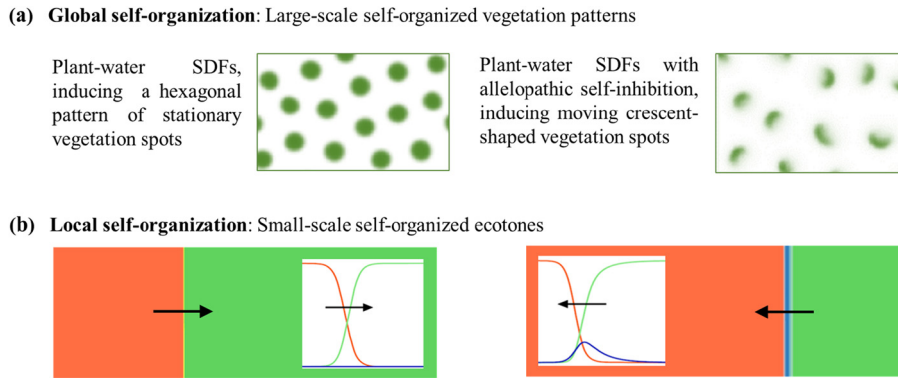 (a) Global self-organization: Large-scale self-organized vegetation patterns
Plant-water SDFs,
inducing a hexagonal
pattern of stationary
vegetation spots
Plant-water SDFs with
allelopathic self-inhibition,
inducing moving crescent-
shaped vegetation spots
(b) Local self-organization: Small-scale self-organized ecotones